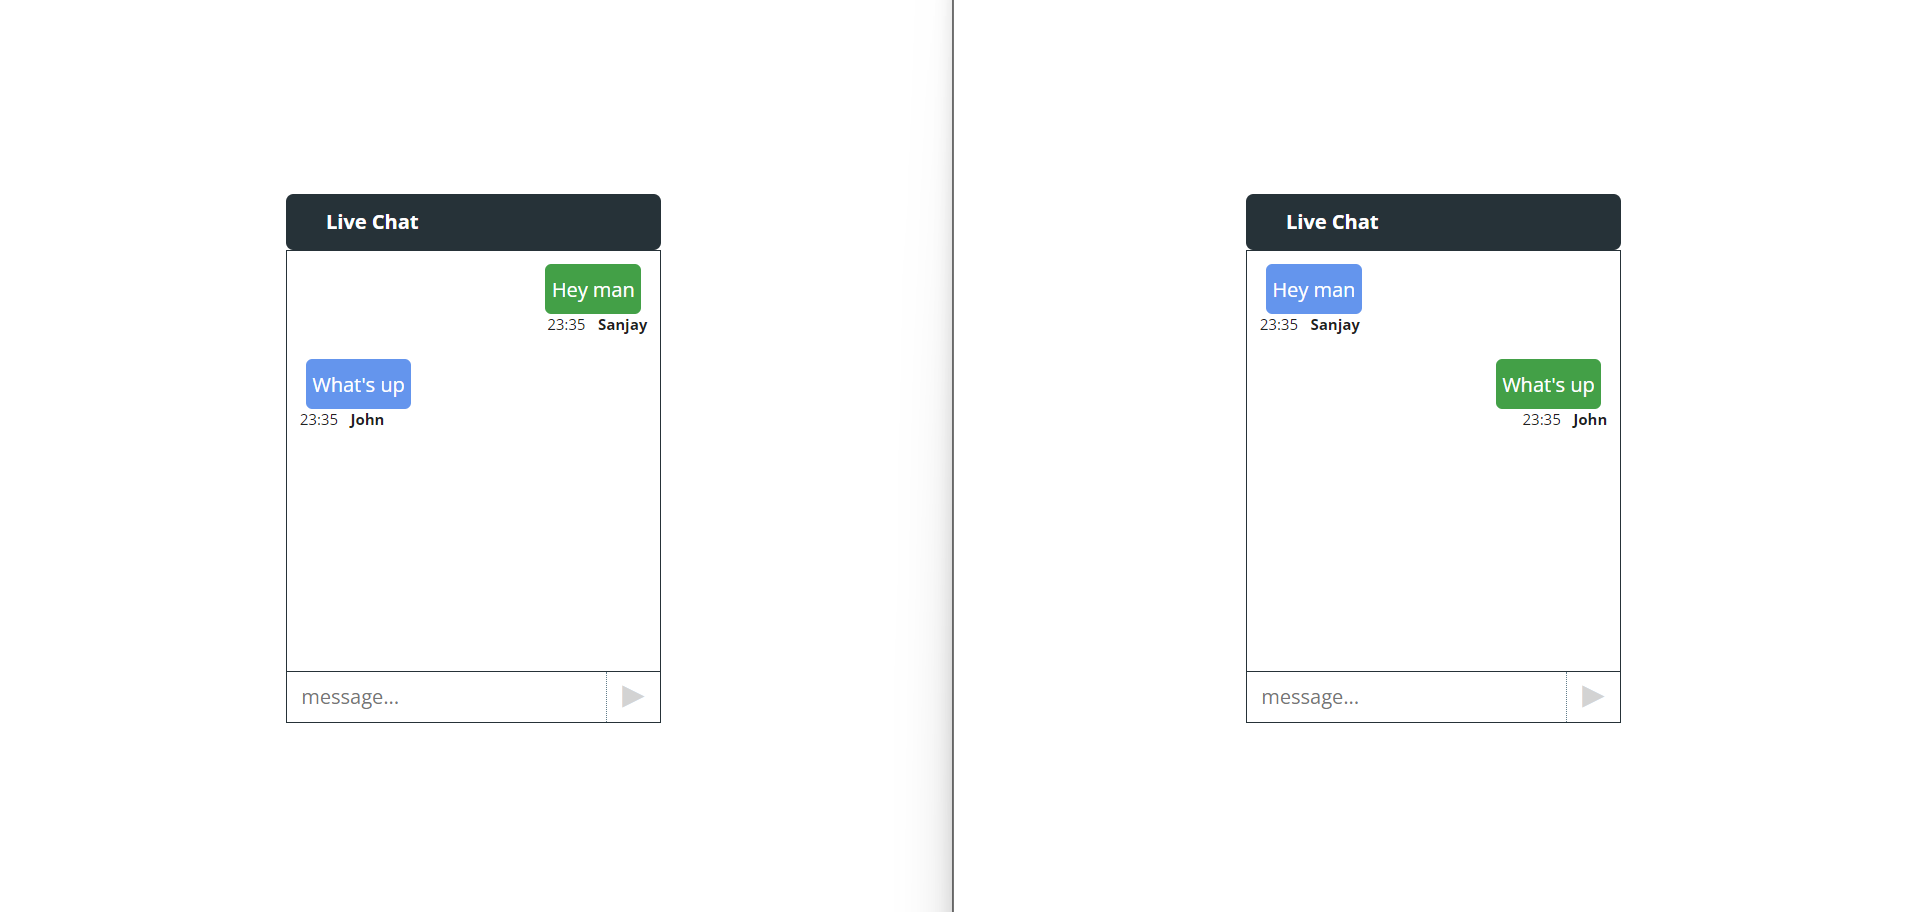 Live Chat
Hey man
23:35 Sanjay
What's up
23:35 John
message...
Live Chat
Hey man
23:35 Sanjay
What's up
23:35 John
message...